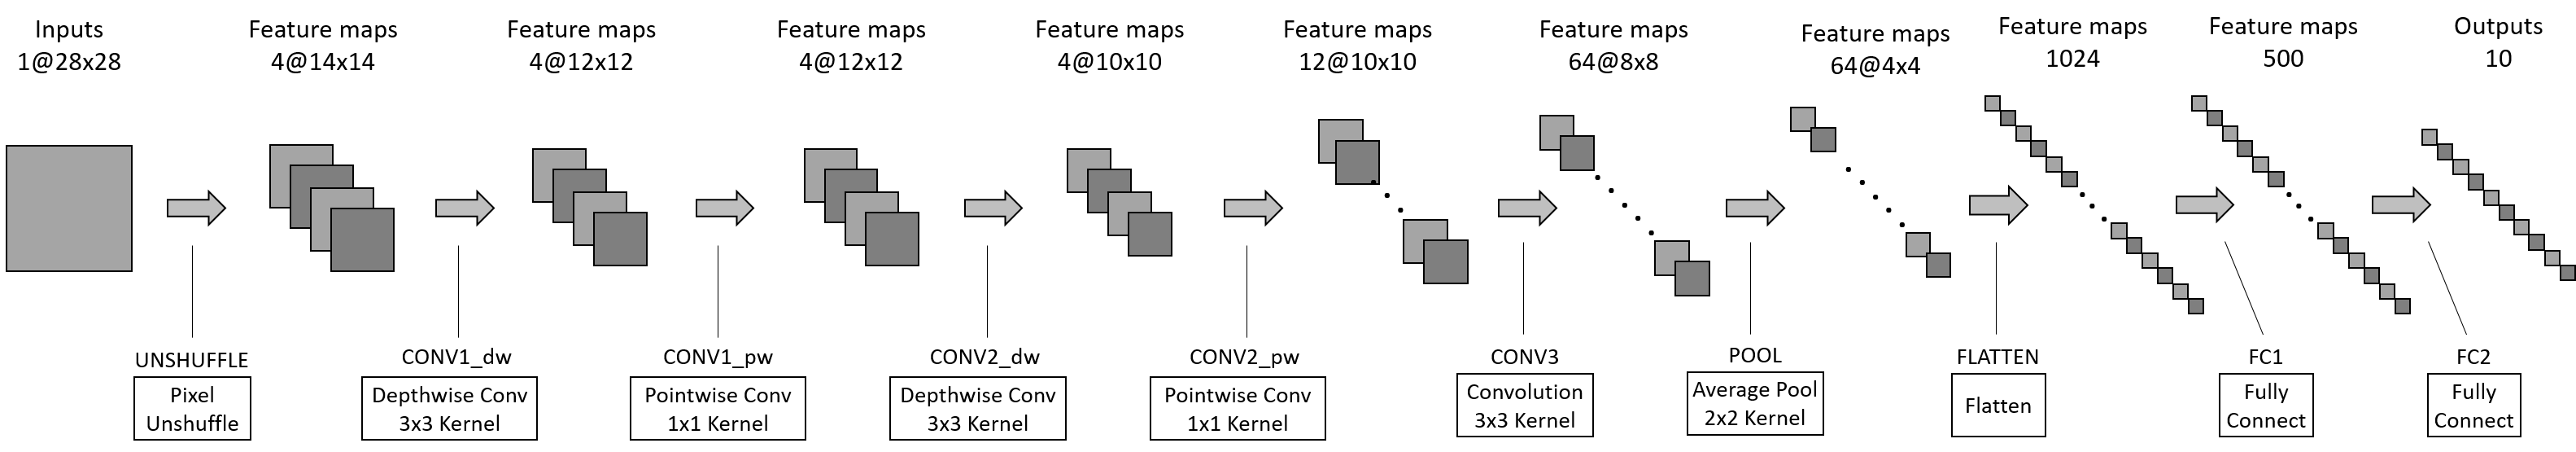 Inputs
1@28x28
Feature maps
4@14x14
Feature maps
4@12x12
Feature maps
4@12x12
Feature maps
4@10x10
Feature maps
12@10x10
Feature maps
64@8x8
Feature maps
64@4x4
Feature maps
1024
Feature maps
500
Outputs
10
UNSHUFFLE
Pixel
Unshuffle
CONV1_dw
Depthwise Conv
3x3 Kernel
CONV1_pw
Pointwise Conv
1x1 Kernel
CONV2_dw
Depthwise Conv
3x3 Kernel
CONV2_pw
Pointwise Conv
1x1 Kernel
CONV3
Convolution
3x3 Kernel
POOL
Average Pool
2x2 Kernel
FLATTEN
Flatten
FC1
Fully
Connect
FC2
Fully
Connect